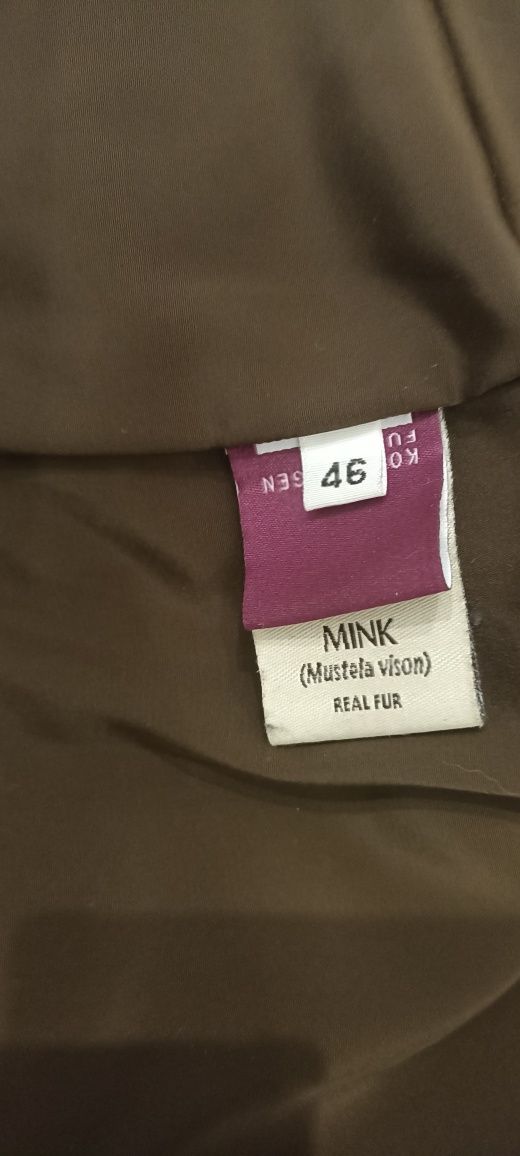 46
MINK
(Mustela vison)
REAL FUR